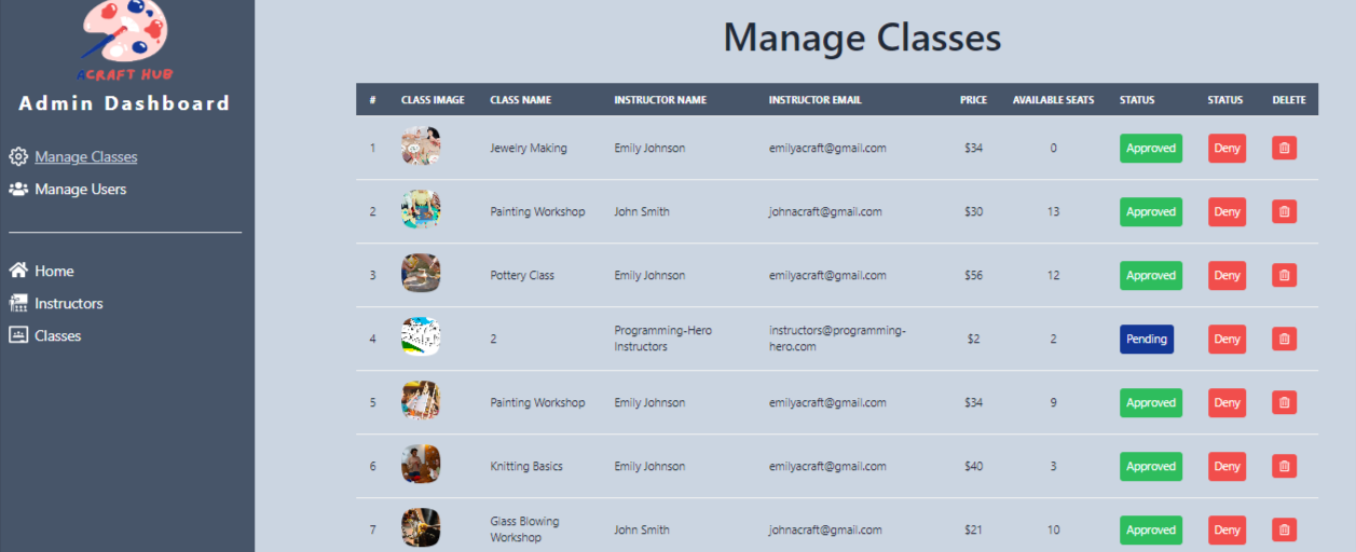 ACRAFT HUB
Admin Dashboard
Manage Classes
Manage Users
Home
Instructors
Classes
Manage Classes
# CLASS IMAGE CLASS NAME INSTRUCTOR NAME INSTRUCTOR EMAIL PRICE AVAILABLE SEATS STATUS STATUS DELETE
1 Jewelry Making Emily Johnson emilyacraft@gmail.com $34 0 Approved Deny
2 Painting Workshop John Smith johnacraft@gmail.com $30 13 Approved Deny
3 Pottery Class Emily Johnson emilyacraft@gmail.com $56 12 Approved Deny
4 2 Programming-Hero instructors@programming- $2 2 Pending Deny
Instructors hero.com
5 Painting Workshop Emily Johnson emilyacraft@gmail.com $34 9 Approved Deny
6 Knitting Basics Emily Johnson emilyacraft@gmail.com $40 3 Approved Deny
7 Glass Blowing John Smith johnacraft@gmail.com $21 10 Approved Deny
Workshop